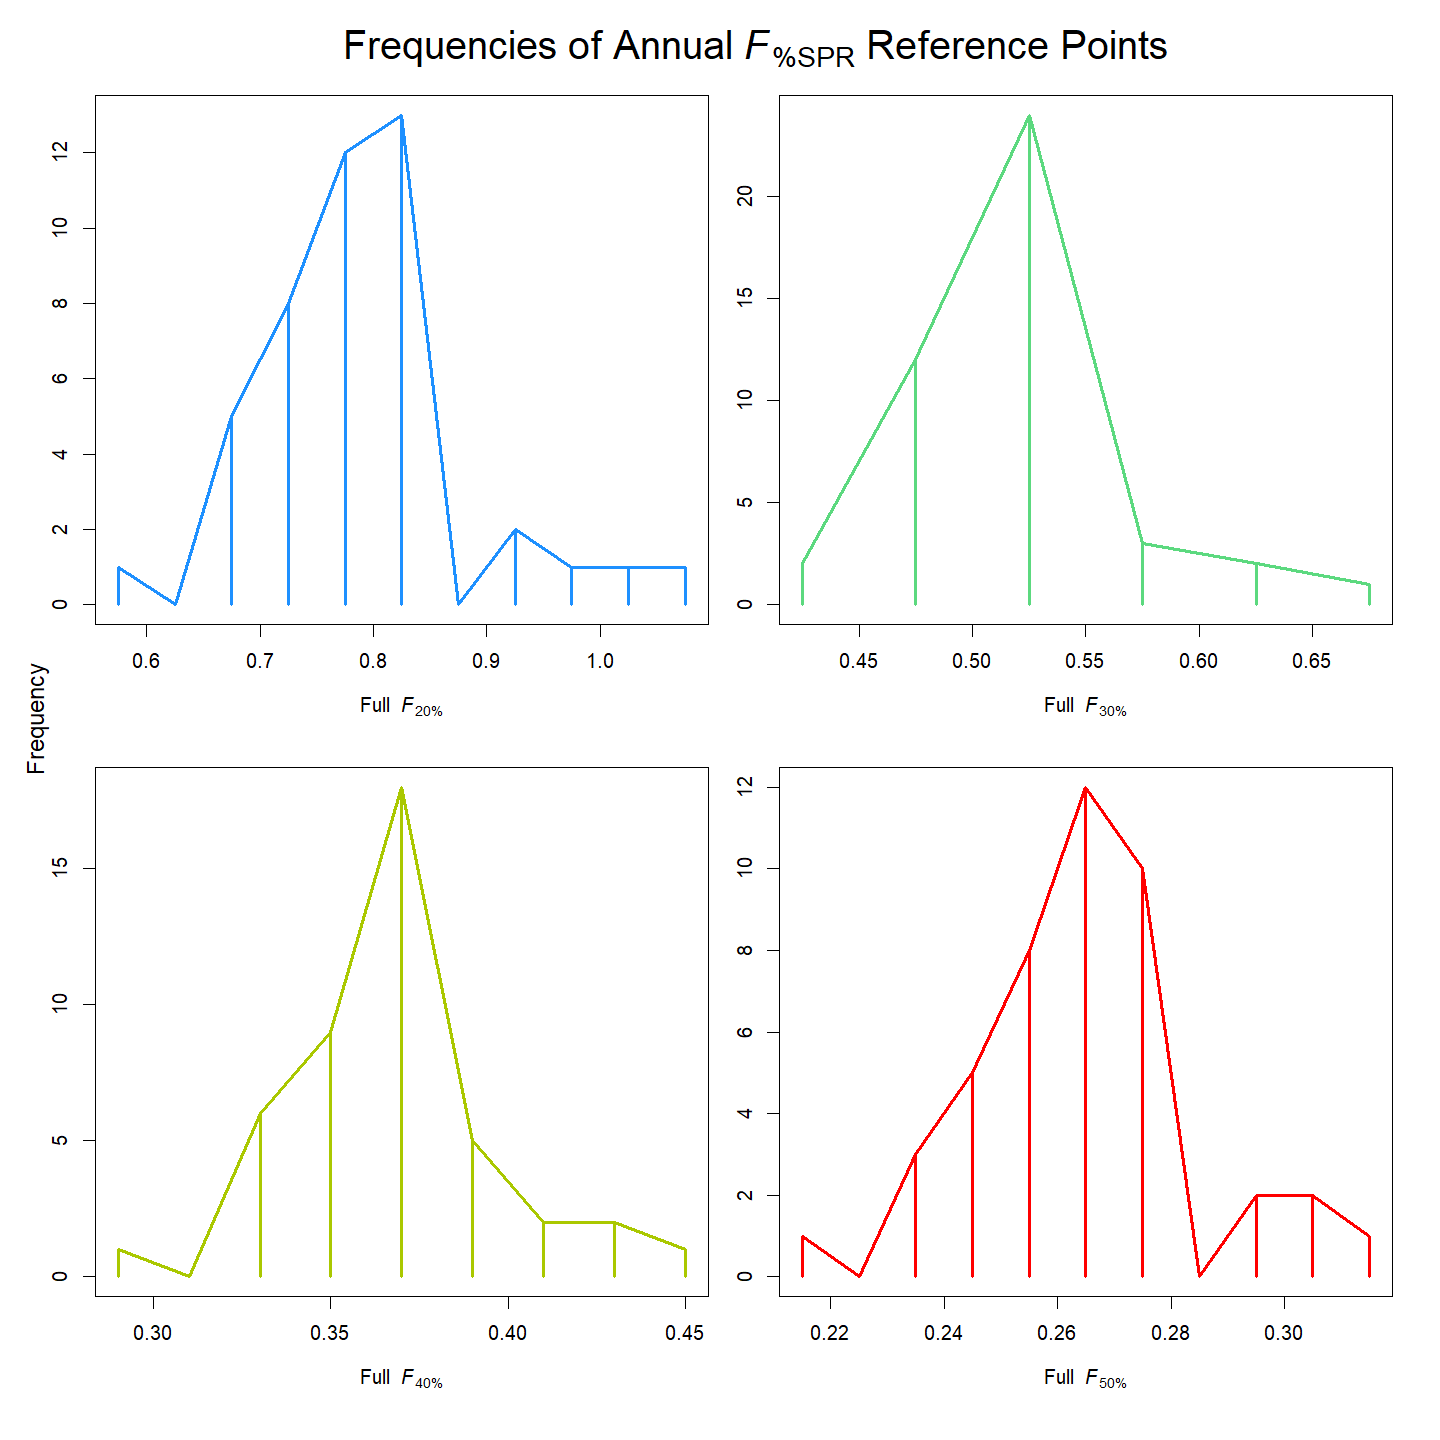 Frequencies of Annual F%SPR Reference Points
0 2 4 6 8 10 12
0.6 0.7 0.8 0.9 1.0
Full F20%
0 5 10 15 20
0.45 0.50 0.55 0.60 0.65
Full F30%
Frequency
0 5 10 15
0.30 0.35 0.40 0.45
Full F40%
0 2 4 6 8 10 12
0.22 0.24 0.26 0.28 0.30
Full F50%